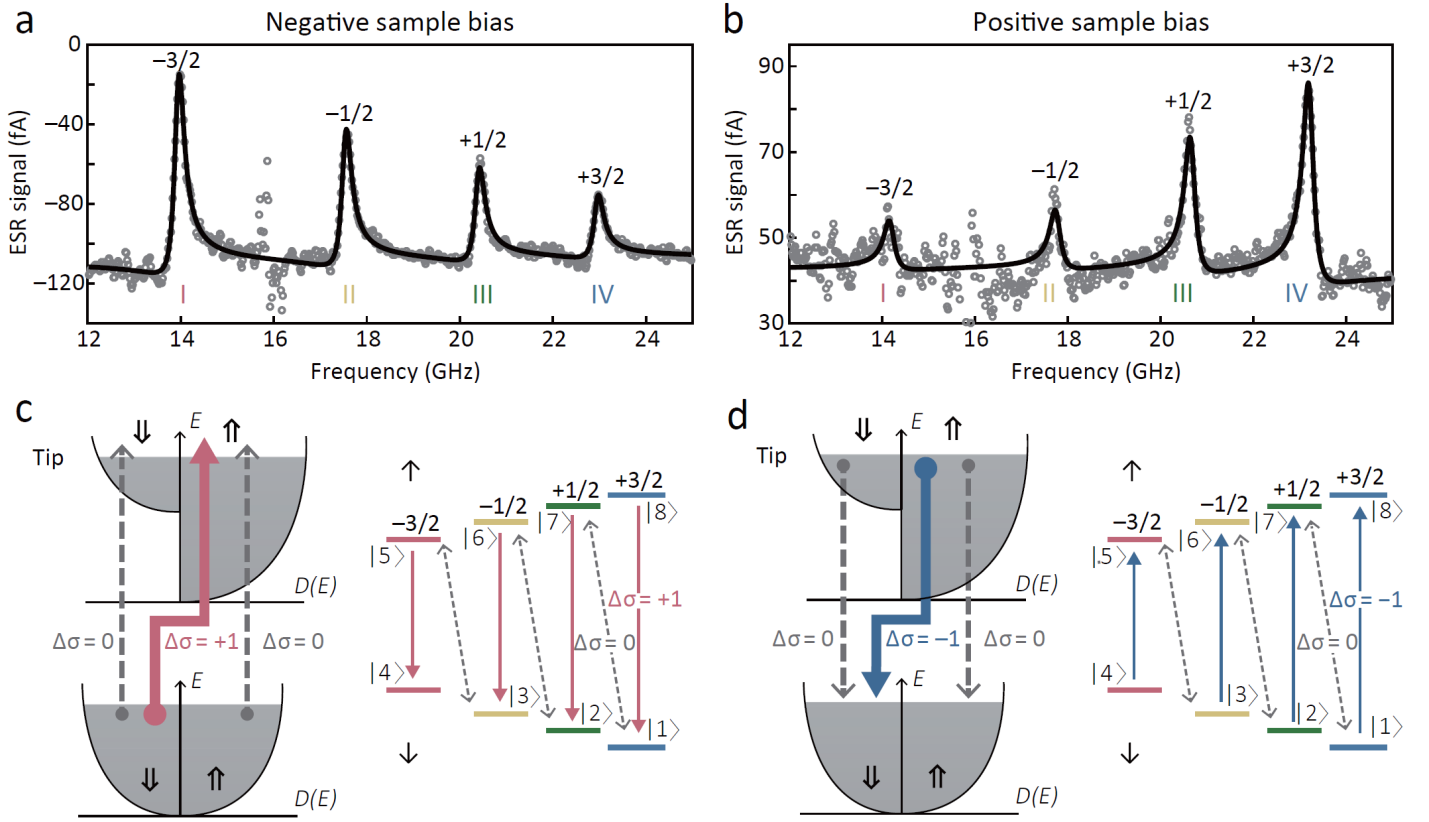 a
Negative sample bias
ESR signal (fA)
0
−40
−80
−120
−3/2
−1/2
+1/2
+3/2
I
II
III
IV
12
14
16
18
20
22
24
Frequency (GHz)
b
Positive sample bias
ESR signal (fA)
90
70
50
30
−3/2
−1/2
+1/2
+3/2
I
II
III
IV
12
14
16
18
20
22
24
Frequency (GHz)
c
Tip
⇓
E
⇑
D(E)
Δσ = 0
Δσ = +1
Δσ = 0
E
⇓
⇑
D(E)
↑
−3/2
−1/2
+1/2
+3/2
|5⟩
|6⟩
|7⟩
|8⟩
Δσ = +1
Δσ = 0
|4⟩
|3⟩
|2⟩
|1⟩
↓
d
Tip
⇓
E
⇑
D(E)
Δσ = 0
Δσ = −1
Δσ = 0
E
⇓
⇑
D(E)
↑
−3/2
−1/2
+1/2
+3/2
|5⟩
|6⟩
|7⟩
|8⟩
Δσ = −1
Δσ = 0
|4⟩
|3⟩
|2⟩
|1⟩
↓